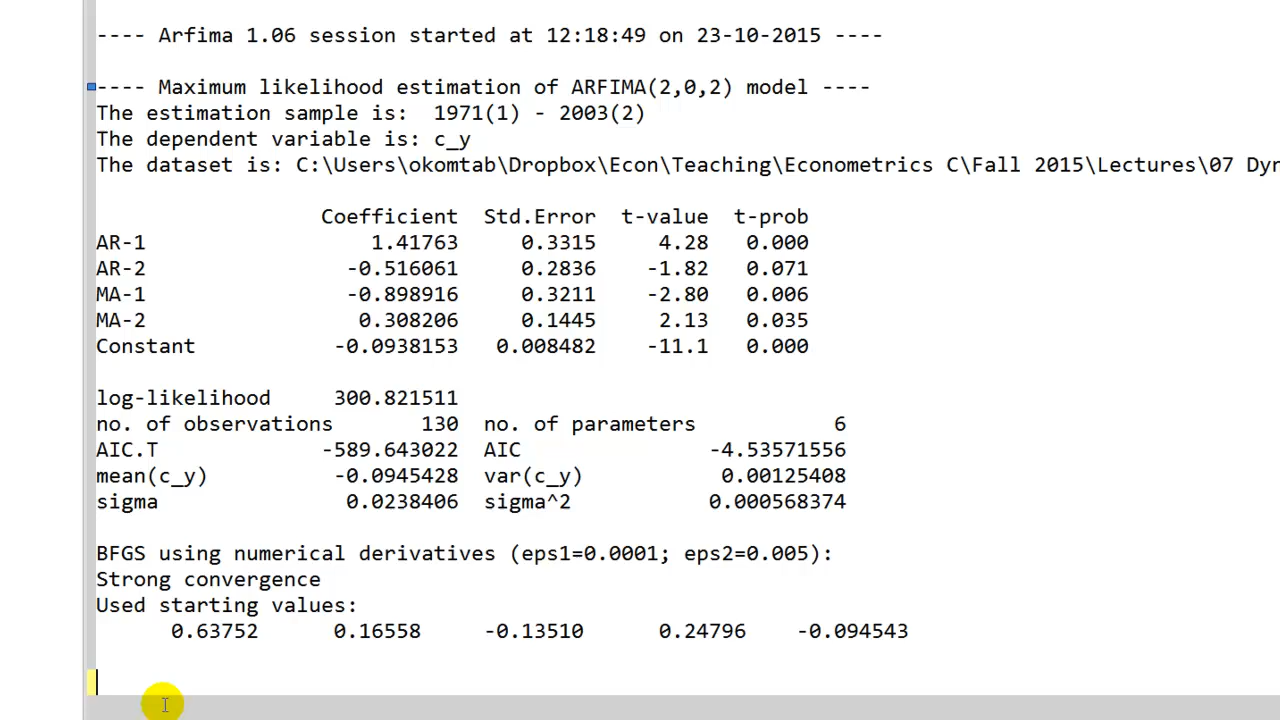 ---- Arfima 1.06 session started at 12:18:49 on 23-10-2015 ----
---- Maximum likelihood estimation of ARFIMA(2,0,2) model ----
The estimation sample is: 1971(1) - 2003(2)
The dependent variable is: c_y
The dataset is: C:\Users\okomtab\Dropbox\Econ\Teaching\Econometrics C\Fall 2015\Lectures\07 Dyn
Coefficient Std.Error t-value t-prob
AR-1 1.41763 0.3315 4.28 0.000
AR-2 -0.516061 0.2836 -1.82 0.071
MA-1 -0.898916 0.3211 -2.80 0.006
MA-2 0.308206 0.1445 2.13 0.035
Constant -0.0938153 0.008482 -11.1 0.000
log-likelihood 300.821511
no. of observations 130 no. of parameters 6
AIC.T -589.643022 AIC -4.53571556
mean(c_y) -0.0945428 var(c_y) 0.00125408
sigma 0.0238406 sigma^2 0.000568374
BFGS using numerical derivatives (eps1=0.0001; eps2=0.005):
Strong convergence
Used starting values:
0.63752 0.16558 -0.13510 0.24796 -0.094543